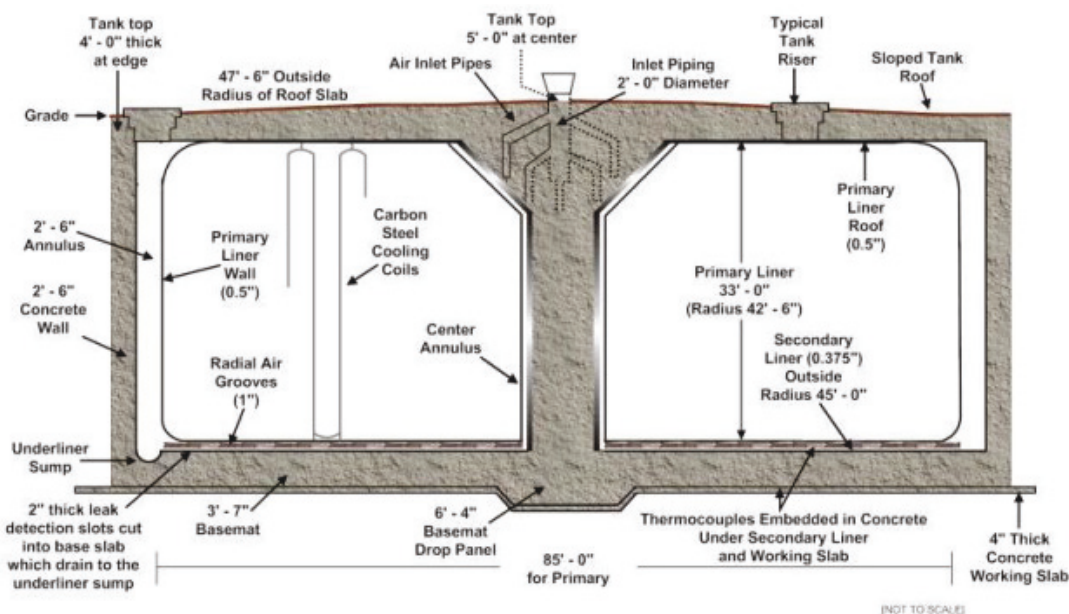 Tank top
4' - 0" thick
at edge
47' - 6" Outside
Radius of Roof Slab
Air Inlet Pipes
Tank Top
5' - 0" at center
Inlet Piping
2' - 0" Diameter
Typical
Tank
Riser
Sloped Tank
Roof
Grade
2' - 6"
Annulus
Primary
Liner
Wall
(0.5")
Carbon
Steel
Cooling
Coils
Primary
Liner
Roof
(0.5")
2' - 6"
Concrete
Wall
Primary Liner
33' - 0"
(Radius 42' - 6")
Center
Annulus
Radial Air
Grooves
(1")
Secondary
Liner (0.375")
Outside
Radius 45' - 0"
Underliner
Sump
2" thick leak
detection slots cut
into base slab
which drain to the
underliner sump
3' - 7"
Basemat
6' - 4"
Basemat
Drop Panel
Thermocouples Embedded in Concrete
Under Secondary Liner
and Working Slab
4" Thick
Concrete
Working Slab
85' - 0"
for Primary
[NOT TO SCALE]